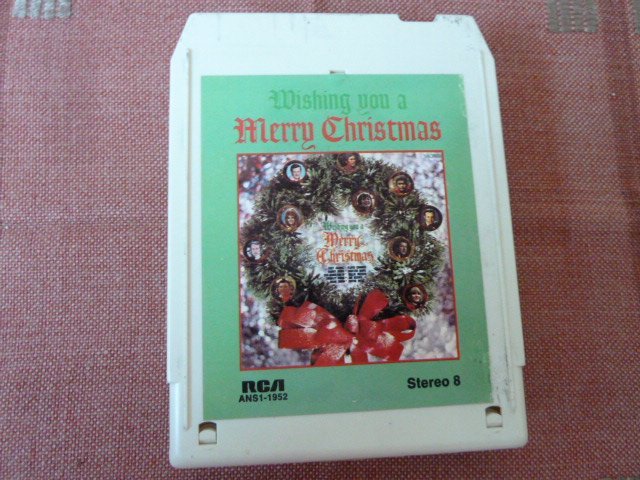 Wishing you a
Merry Christmas
Wishing you a
Merry
Christmas
RCA
ANS1-1952
Stereo 8